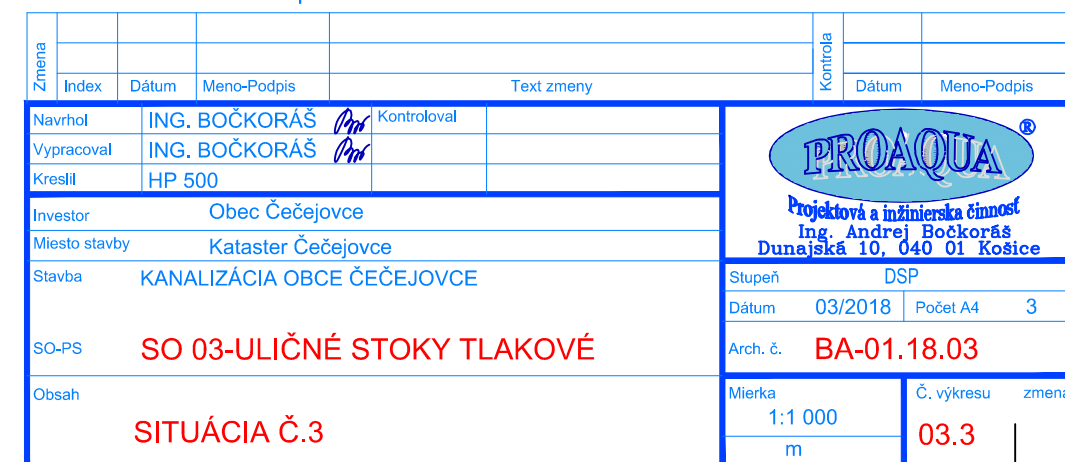 Zmena
Index Dátum Meno-Podpis Text zmeny
Kontrola
Dátum Meno-Podpis
Navrhol ING. BOČKORÁŠ Kontroloval
Vypracoval ING. BOČKORÁŠ
Kreslil HP 500
Investor Obec Čečejovce
Miesto stavby Kataster Čečejovce
Stavba KANALIZÁCIA OBCE ČEČEJOVCE
SO-PS SO 03-ULIČNÉ STOKY TLAKOVÉ
Obsah
SITUÁCIA Č.3
PROAQUA ®
Projektová a inžinierska činnosť
Ing. Andrej Bočkoráš
Dunajská 10, 040 01 Košice
Stupeň DSP
Dátum 03/2018 Počet A4 3
Arch. č. BA-01.18.03
Mierka Č. výkresu zmena
1:1 000
03.3
m